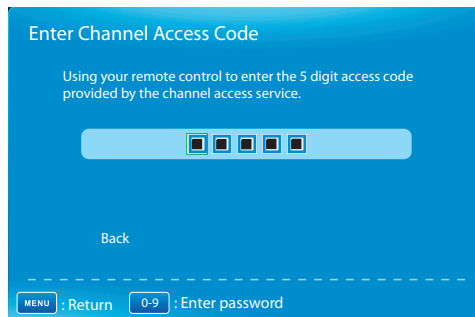 Enter Channel Access Code
Using your remote control to enter the 5 digit access code
provided by the channel access service.
Back
MENU : Return 0-9 : Enter password